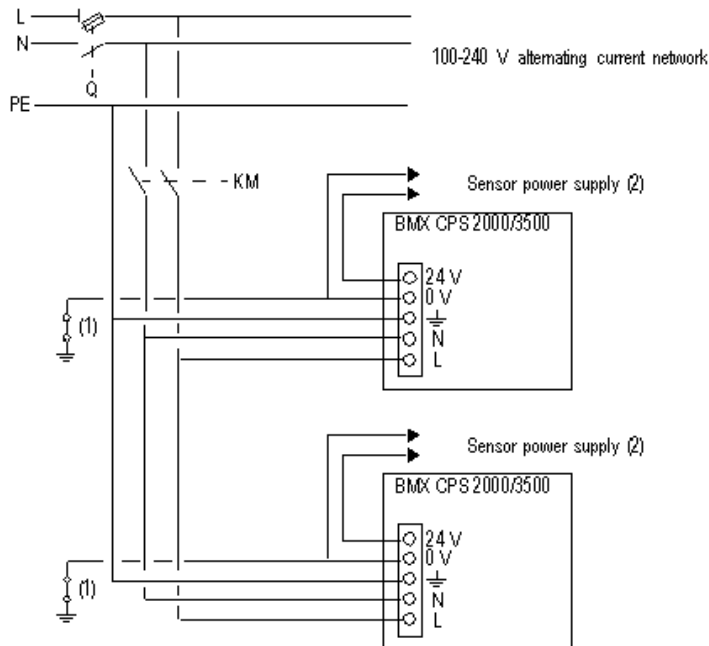 L
N
100-240 V alternating current network
Q
PE
KM
Sensor power supply (2)
BMX CPS 2000/3500
24 V
0 V
(1)
N
L
Sensor power supply (2)
BMX CPS 2000/3500
24 V
0 V
(1)
N
L